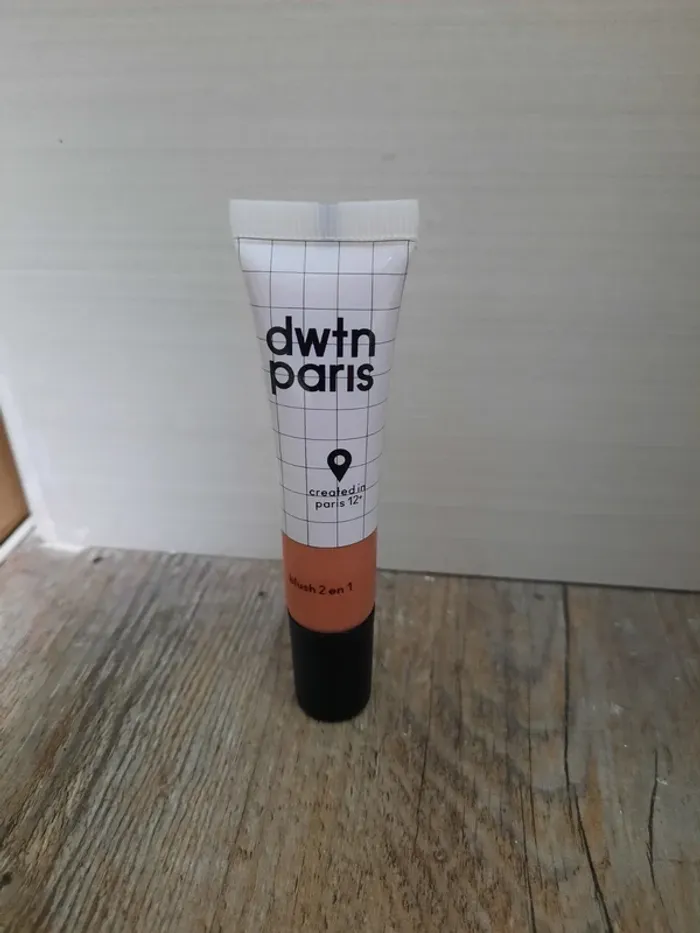 dwtn
paris
created in
paris 12e
blush 2 en 1